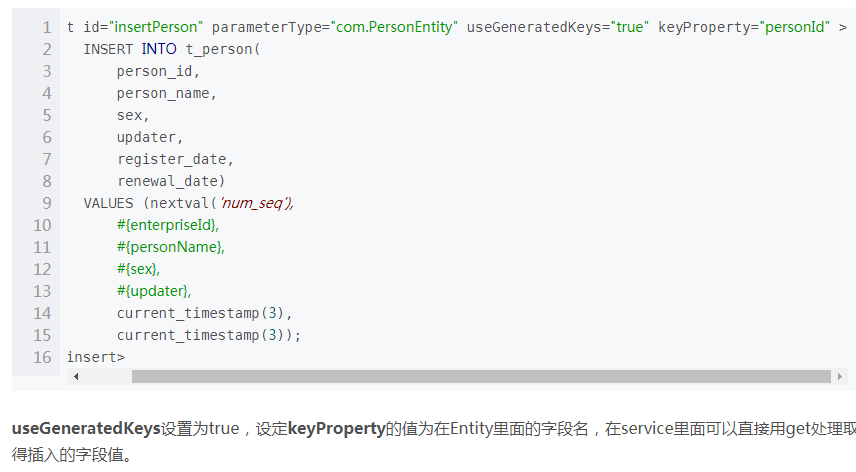 1 t id="insertPerson" parameterType="com.PersonEntity" useGeneratedKeys="true" keyProperty="personId" >
2 INSERT INTO t_person(
3 person_id,
4 person_name,
5 sex,
6 updater,
7 register_date,
8 renewal_date)
9 VALUES (nextval('num_seq'),
10 #{enterpriseId},
11 #{personName},
12 #{sex},
13 #{updater},
14 current_timestamp(3),
15 current_timestamp(3));
16 insert>
useGeneratedKeys设置为true，设定keyProperty的值为在Entity里面的字段名，在service里面可以直接用get处理取
得插入的字段值。